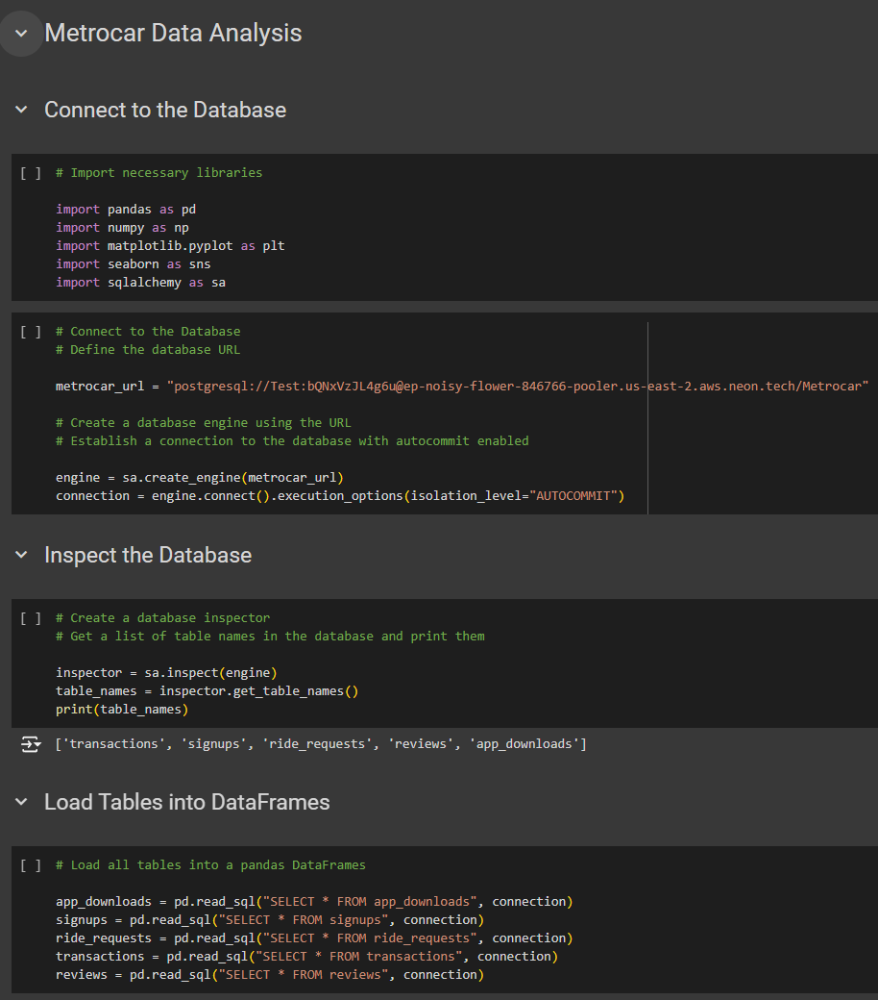 Metrocar Data Analysis
Connect to the Database
[ ] # Import necessary libraries
import pandas as pd
import numpy as np
import matplotlib.pyplot as plt
import seaborn as sns
import sqlalchemy as sa
[ ] # Connect to the Database
# Define the database URL
metrocar_url = "postgresql://Test:bQNxVzJL4g6u@ep-noisy-flower-846766-pooler.us-east-2.aws.neon.tech/Metrocar"
# Create a database engine using the URL
# Establish a connection to the database with autocommit enabled
engine = sa.create_engine(metrocar_url)
connection = engine.connect().execution_options(isolation_level="AUTOCOMMIT")
Inspect the Database
[ ] # Create a database inspector
# Get a list of table names in the database and print them
inspector = sa.inspect(engine)
table_names = inspector.get_table_names()
print(table_names)
['transactions', 'signups', 'ride_requests', 'reviews', 'app_downloads']
Load Tables into DataFrames
[ ] # Load all tables into a pandas DataFrames
app_downloads = pd.read_sql("SELECT * FROM app_downloads", connection)
signups = pd.read_sql("SELECT * FROM signups", connection)
ride_requests = pd.read_sql("SELECT * FROM ride_requests", connection)
transactions = pd.read_sql("SELECT * FROM transactions", connection)
reviews = pd.read_sql("SELECT * FROM reviews", connection)